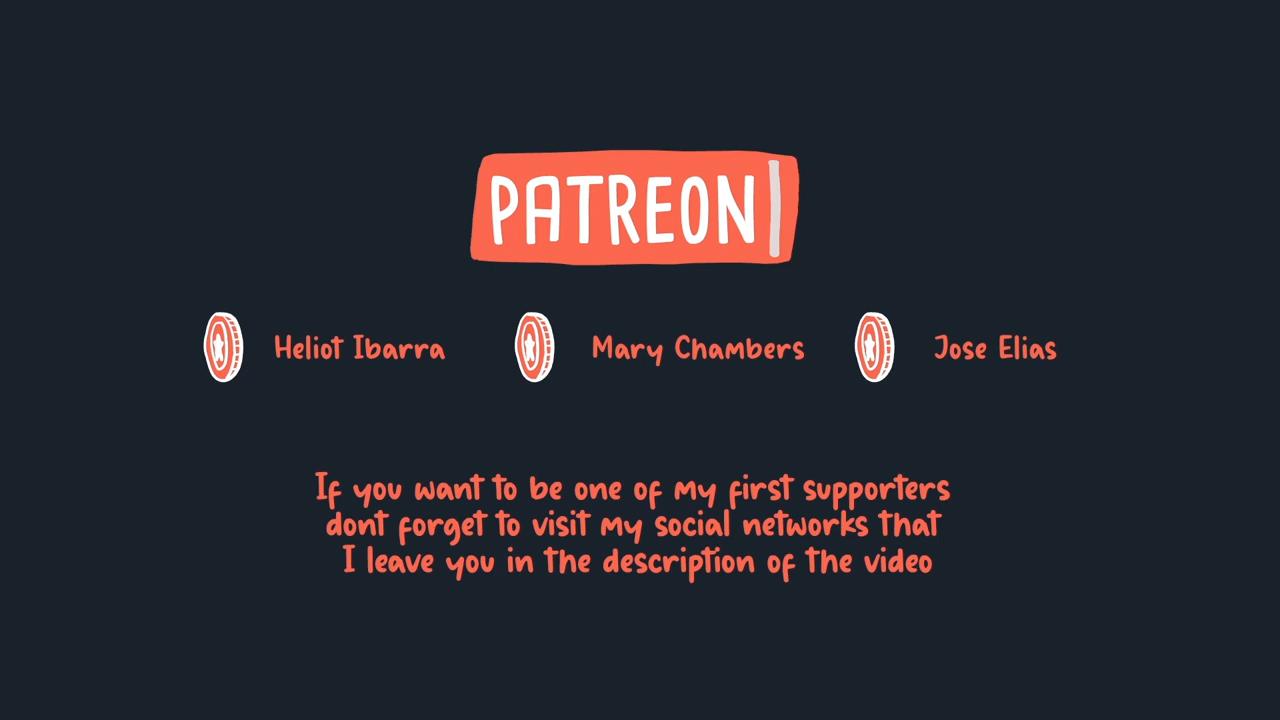 PATREON
Heliot Ibarra Mary Chambers Jose Elias
If you want to be one of my first supporters
dont forget to visit my social networks that
I leave you in the description of the video